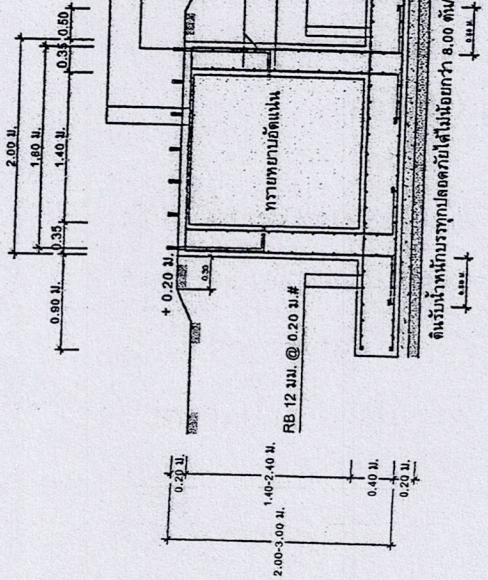 2.00 ม.
1.80 ม.
0.90 ม. 0.35 1.40 ม. 0.35 0.50
+ 0.20 ม.
0.30
ทรายหยาบอัดแน่น
RB 12 มม. @ 0.20 ม.#
0.20 ม.
1.40-2.40 ม.
0.40 ม.
0.20 ม.
2.00-3.00 ม.
ดินรับน้ำหนักบรรทุกปลอดภัยได้ไม่น้อยกว่า 8.00 ตัน/